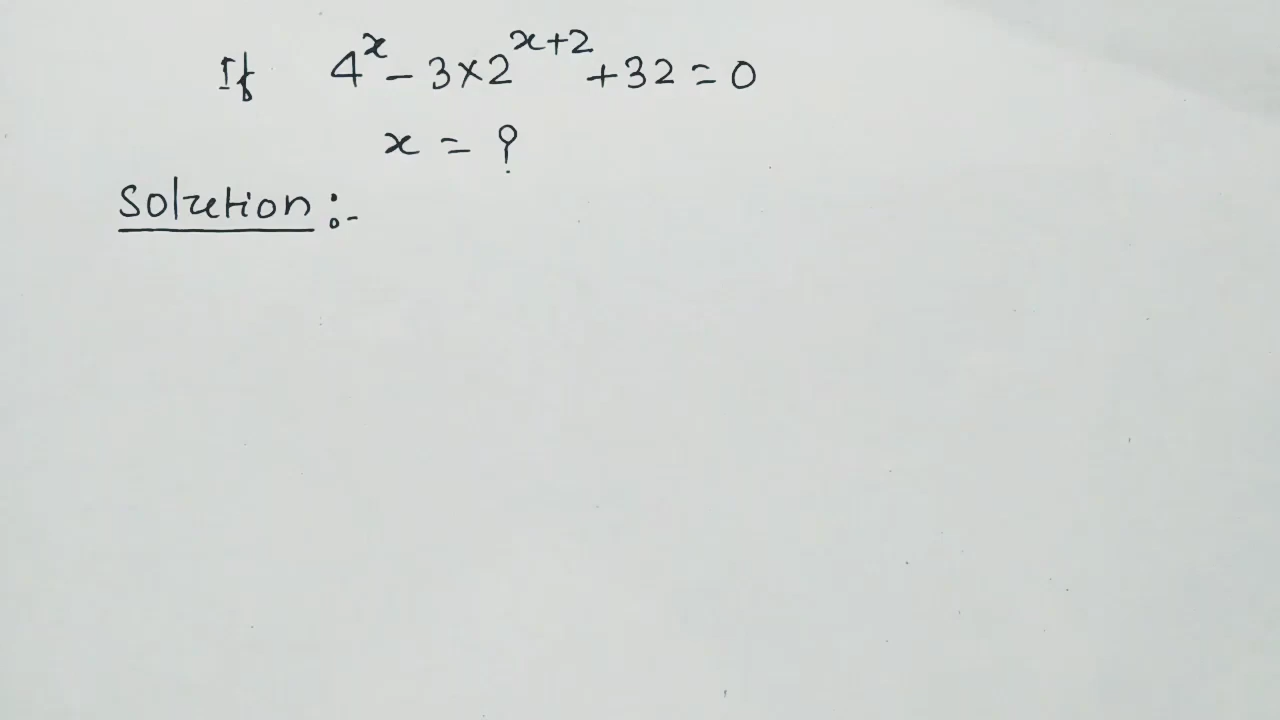 If 4^x - 3×2^(x+2) + 32 = 0
x = ?
Solution :-